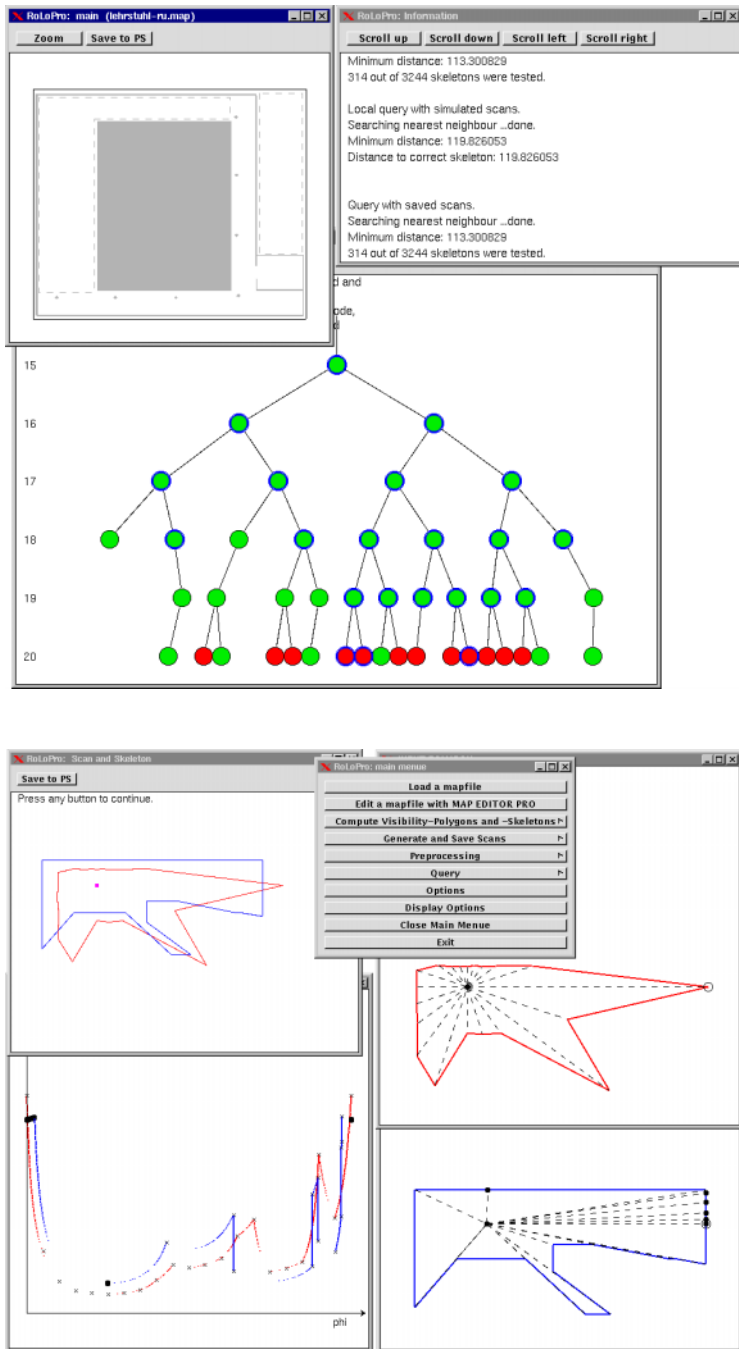 RoLoPro: main (lehrstuhl-ru.map)
Zoom
Save to PS
RoLoPro: Information
Scroll up
Scroll down
Scroll left
Scroll right
Minimum distance: 113.300829
314 out of 3244 skeletons were tested.
Local query with simulated scans.
Searching nearest neighbour ...done.
Minimum distance: 119.826053
Distance to correct skeleton: 119.826053
Query with saved scans.
Searching nearest neighbour ...done.
Minimum distance: 113.300829
314 out of 3244 skeletons were tested.
d and
ode,
d
15
16
17
18
19
20
RoLoPro: Scan and Skeleton
Save to PS
Press any button to continue.
RoLoPro: main menue
Load a mapfile
Edit a mapfile with MAP EDITOR PRO
Compute Visibility-Polygons and -Skeletons
Generate and Save Scans
Preprocessing
Query
Options
Display Options
Close Main Menue
Exit
phi